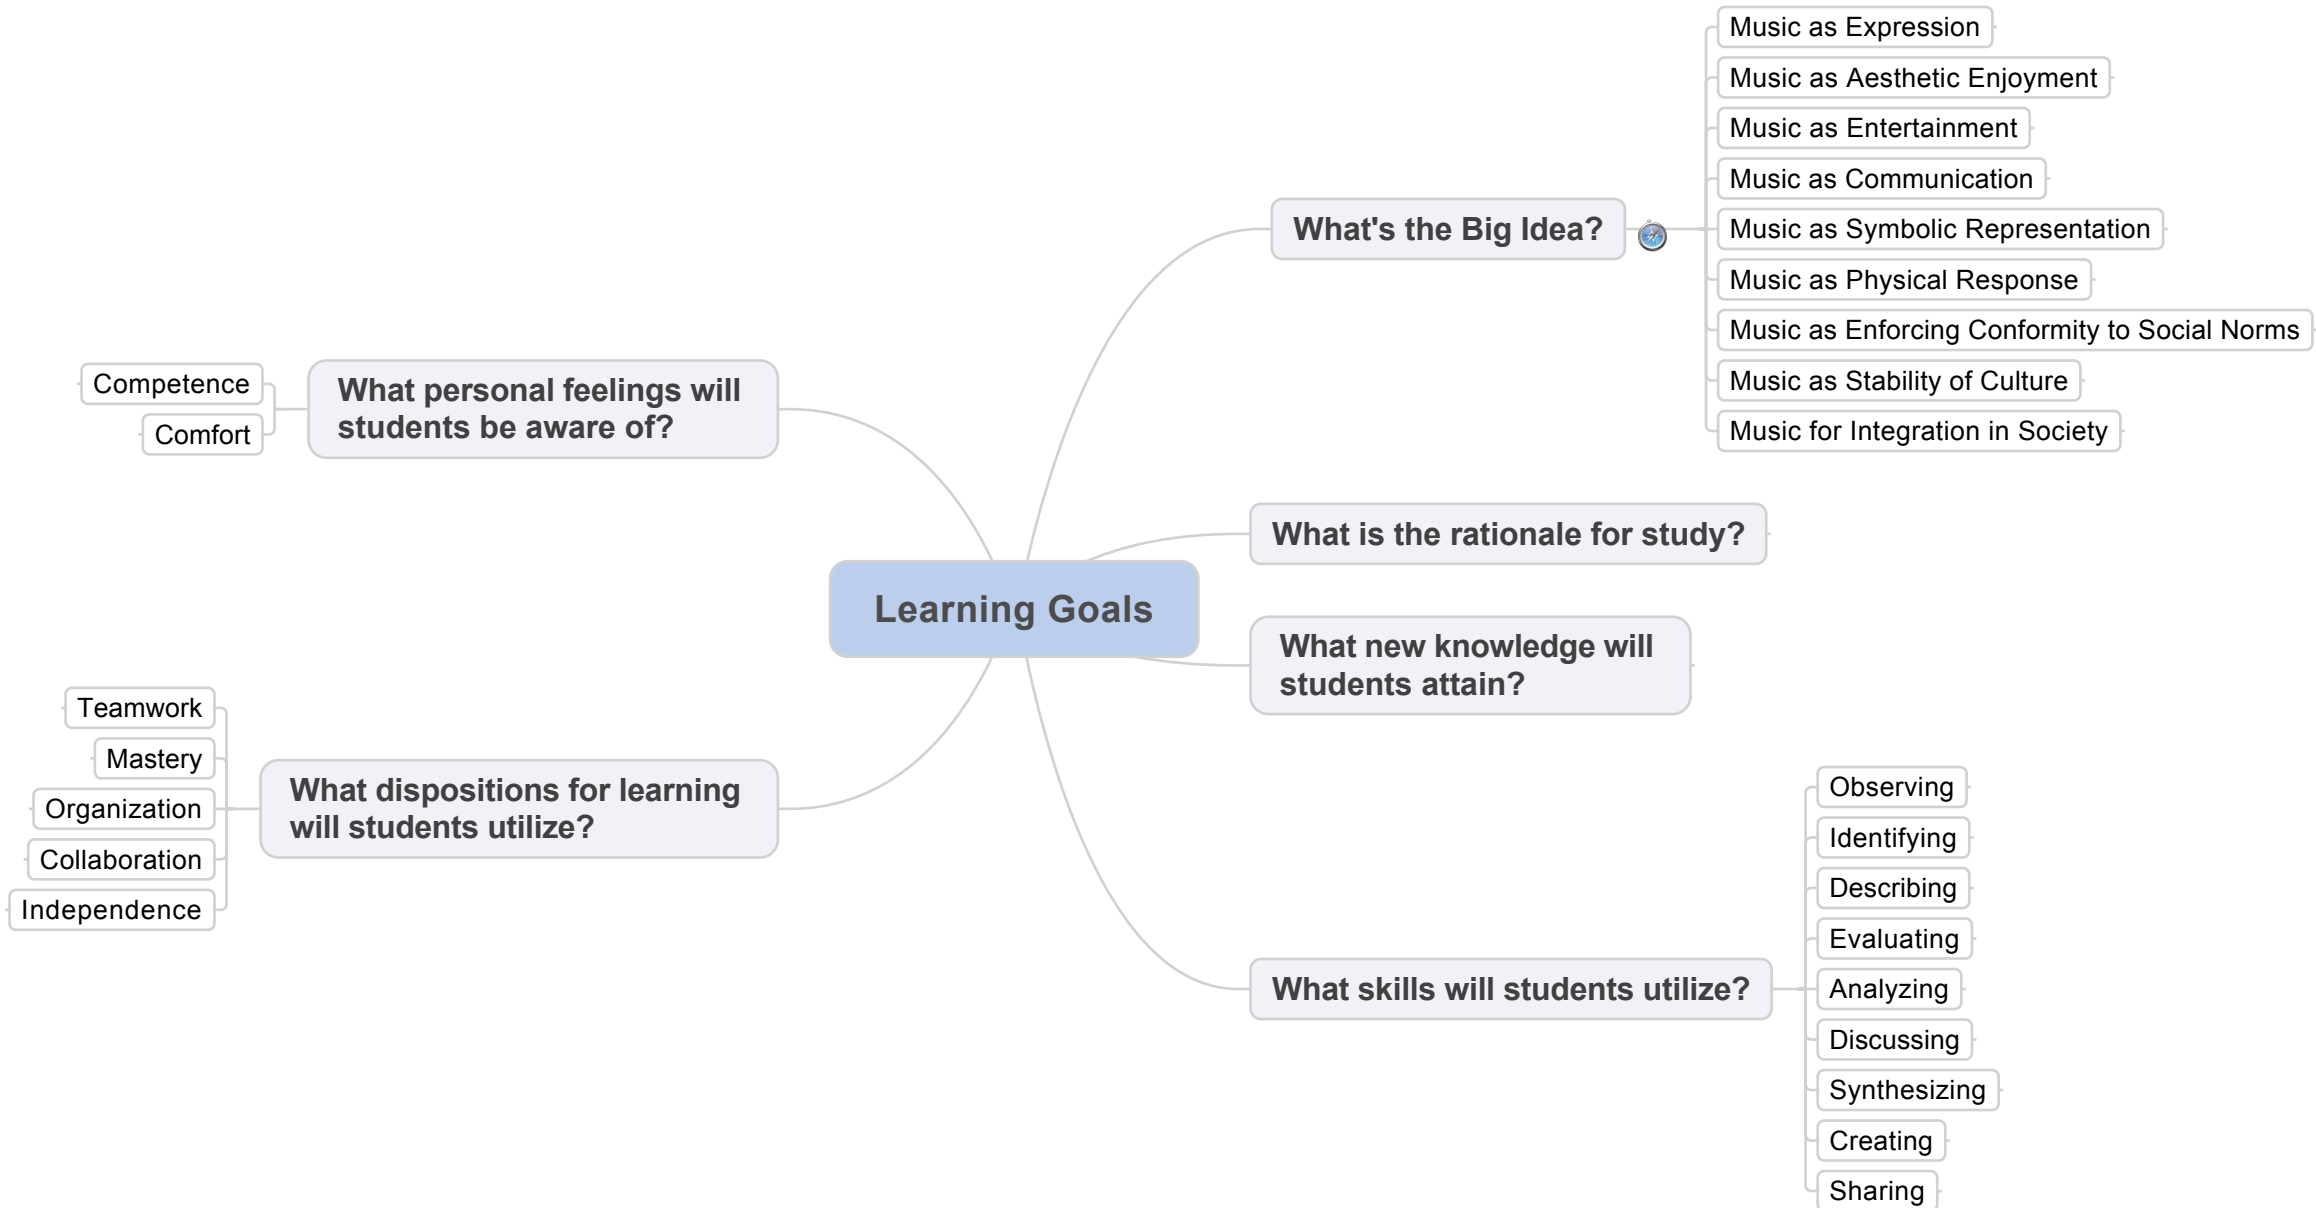 Learning Goals
What's the Big Idea?
Music as Expression
Music as Aesthetic Enjoyment
Music as Entertainment
Music as Communication
Music as Symbolic Representation
Music as Physical Response
Music as Enforcing Conformity to Social Norms
Music as Stability of Culture
Music for Integration in Society
What is the rationale for study?
What new knowledge will
students attain?
What skills will students utilize?
Observing
Identifying
Describing
Evaluating
Analyzing
Discussing
Synthesizing
Creating
Sharing
What dispositions for learning
will students utilize?
Teamwork
Mastery
Organization
Collaboration
Independence
What personal feelings will
students be aware of?
Competence
Comfort